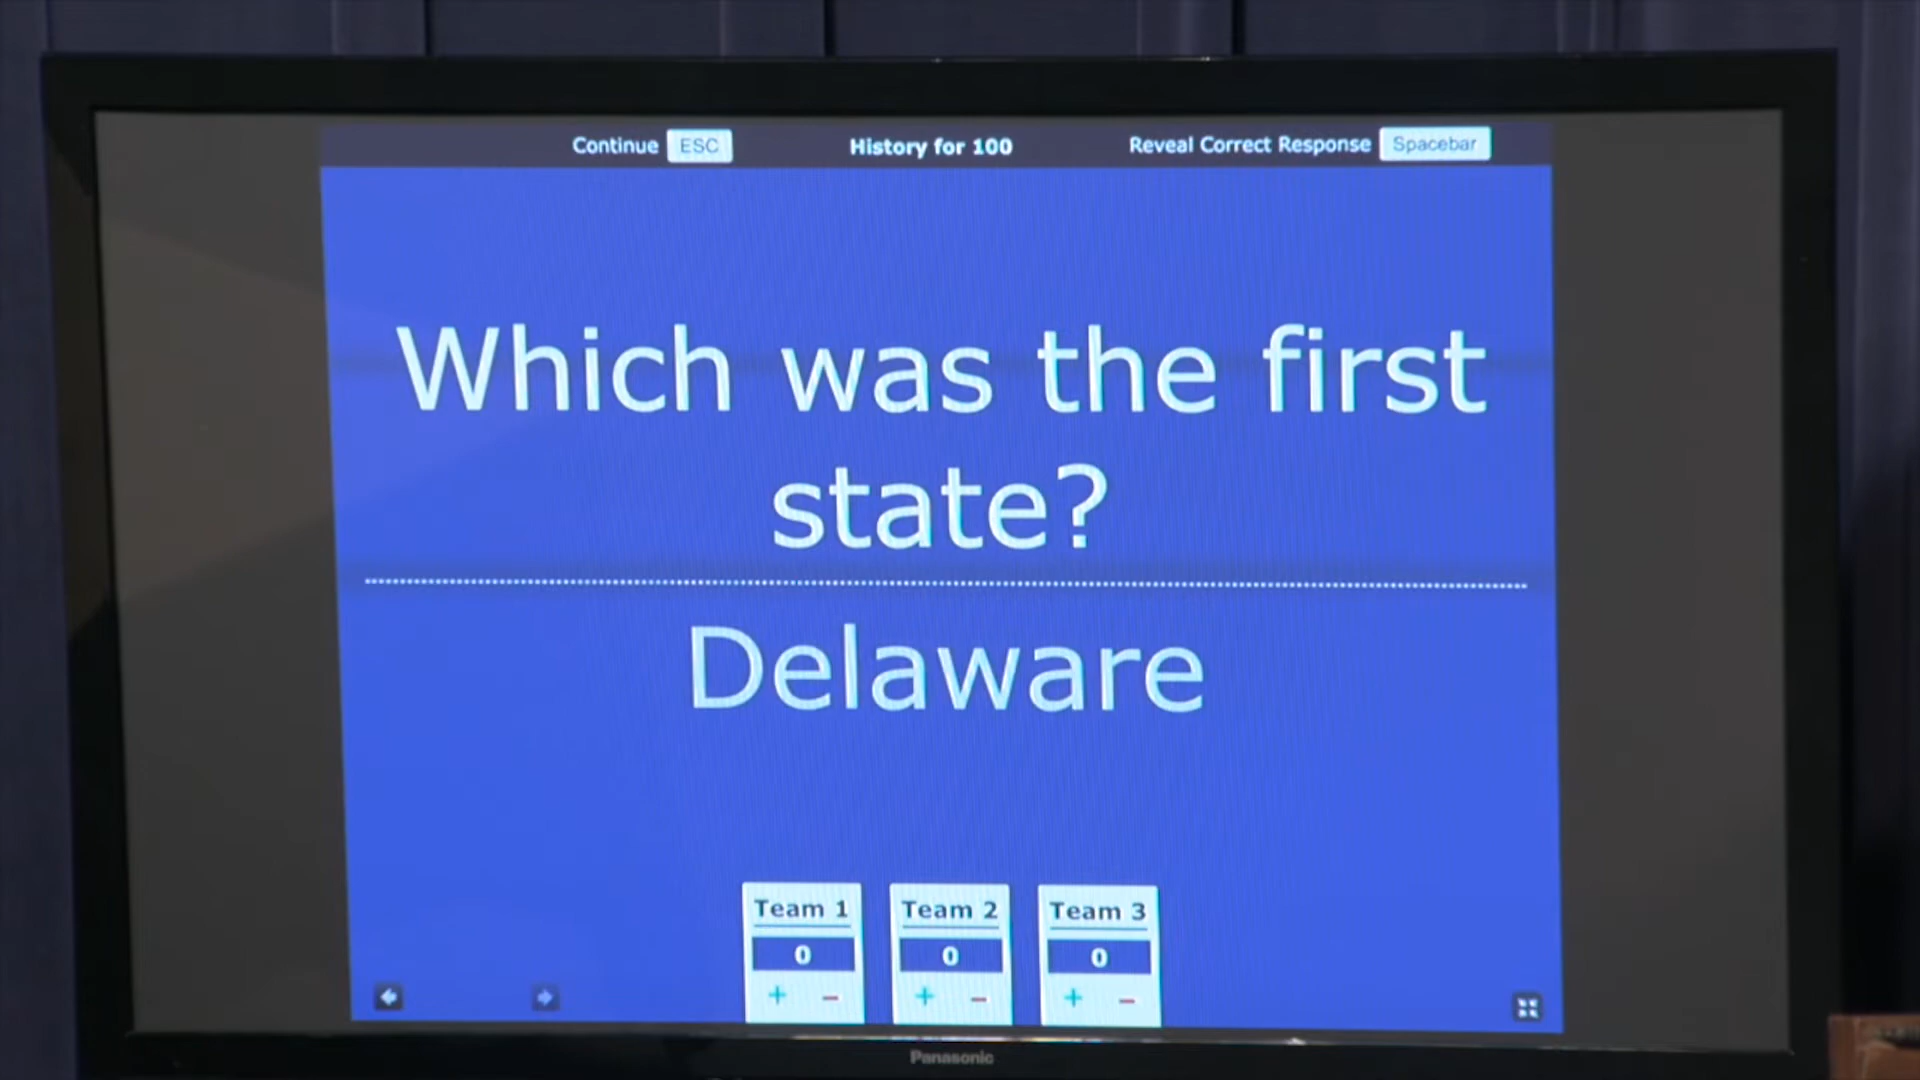 Continue ESC History for 100 Reveal Correct Response Spacebar
Which was the first
state?
Delaware
Team 1 Team 2 Team 3
0 0 0
+ - + - + -
Panasonic